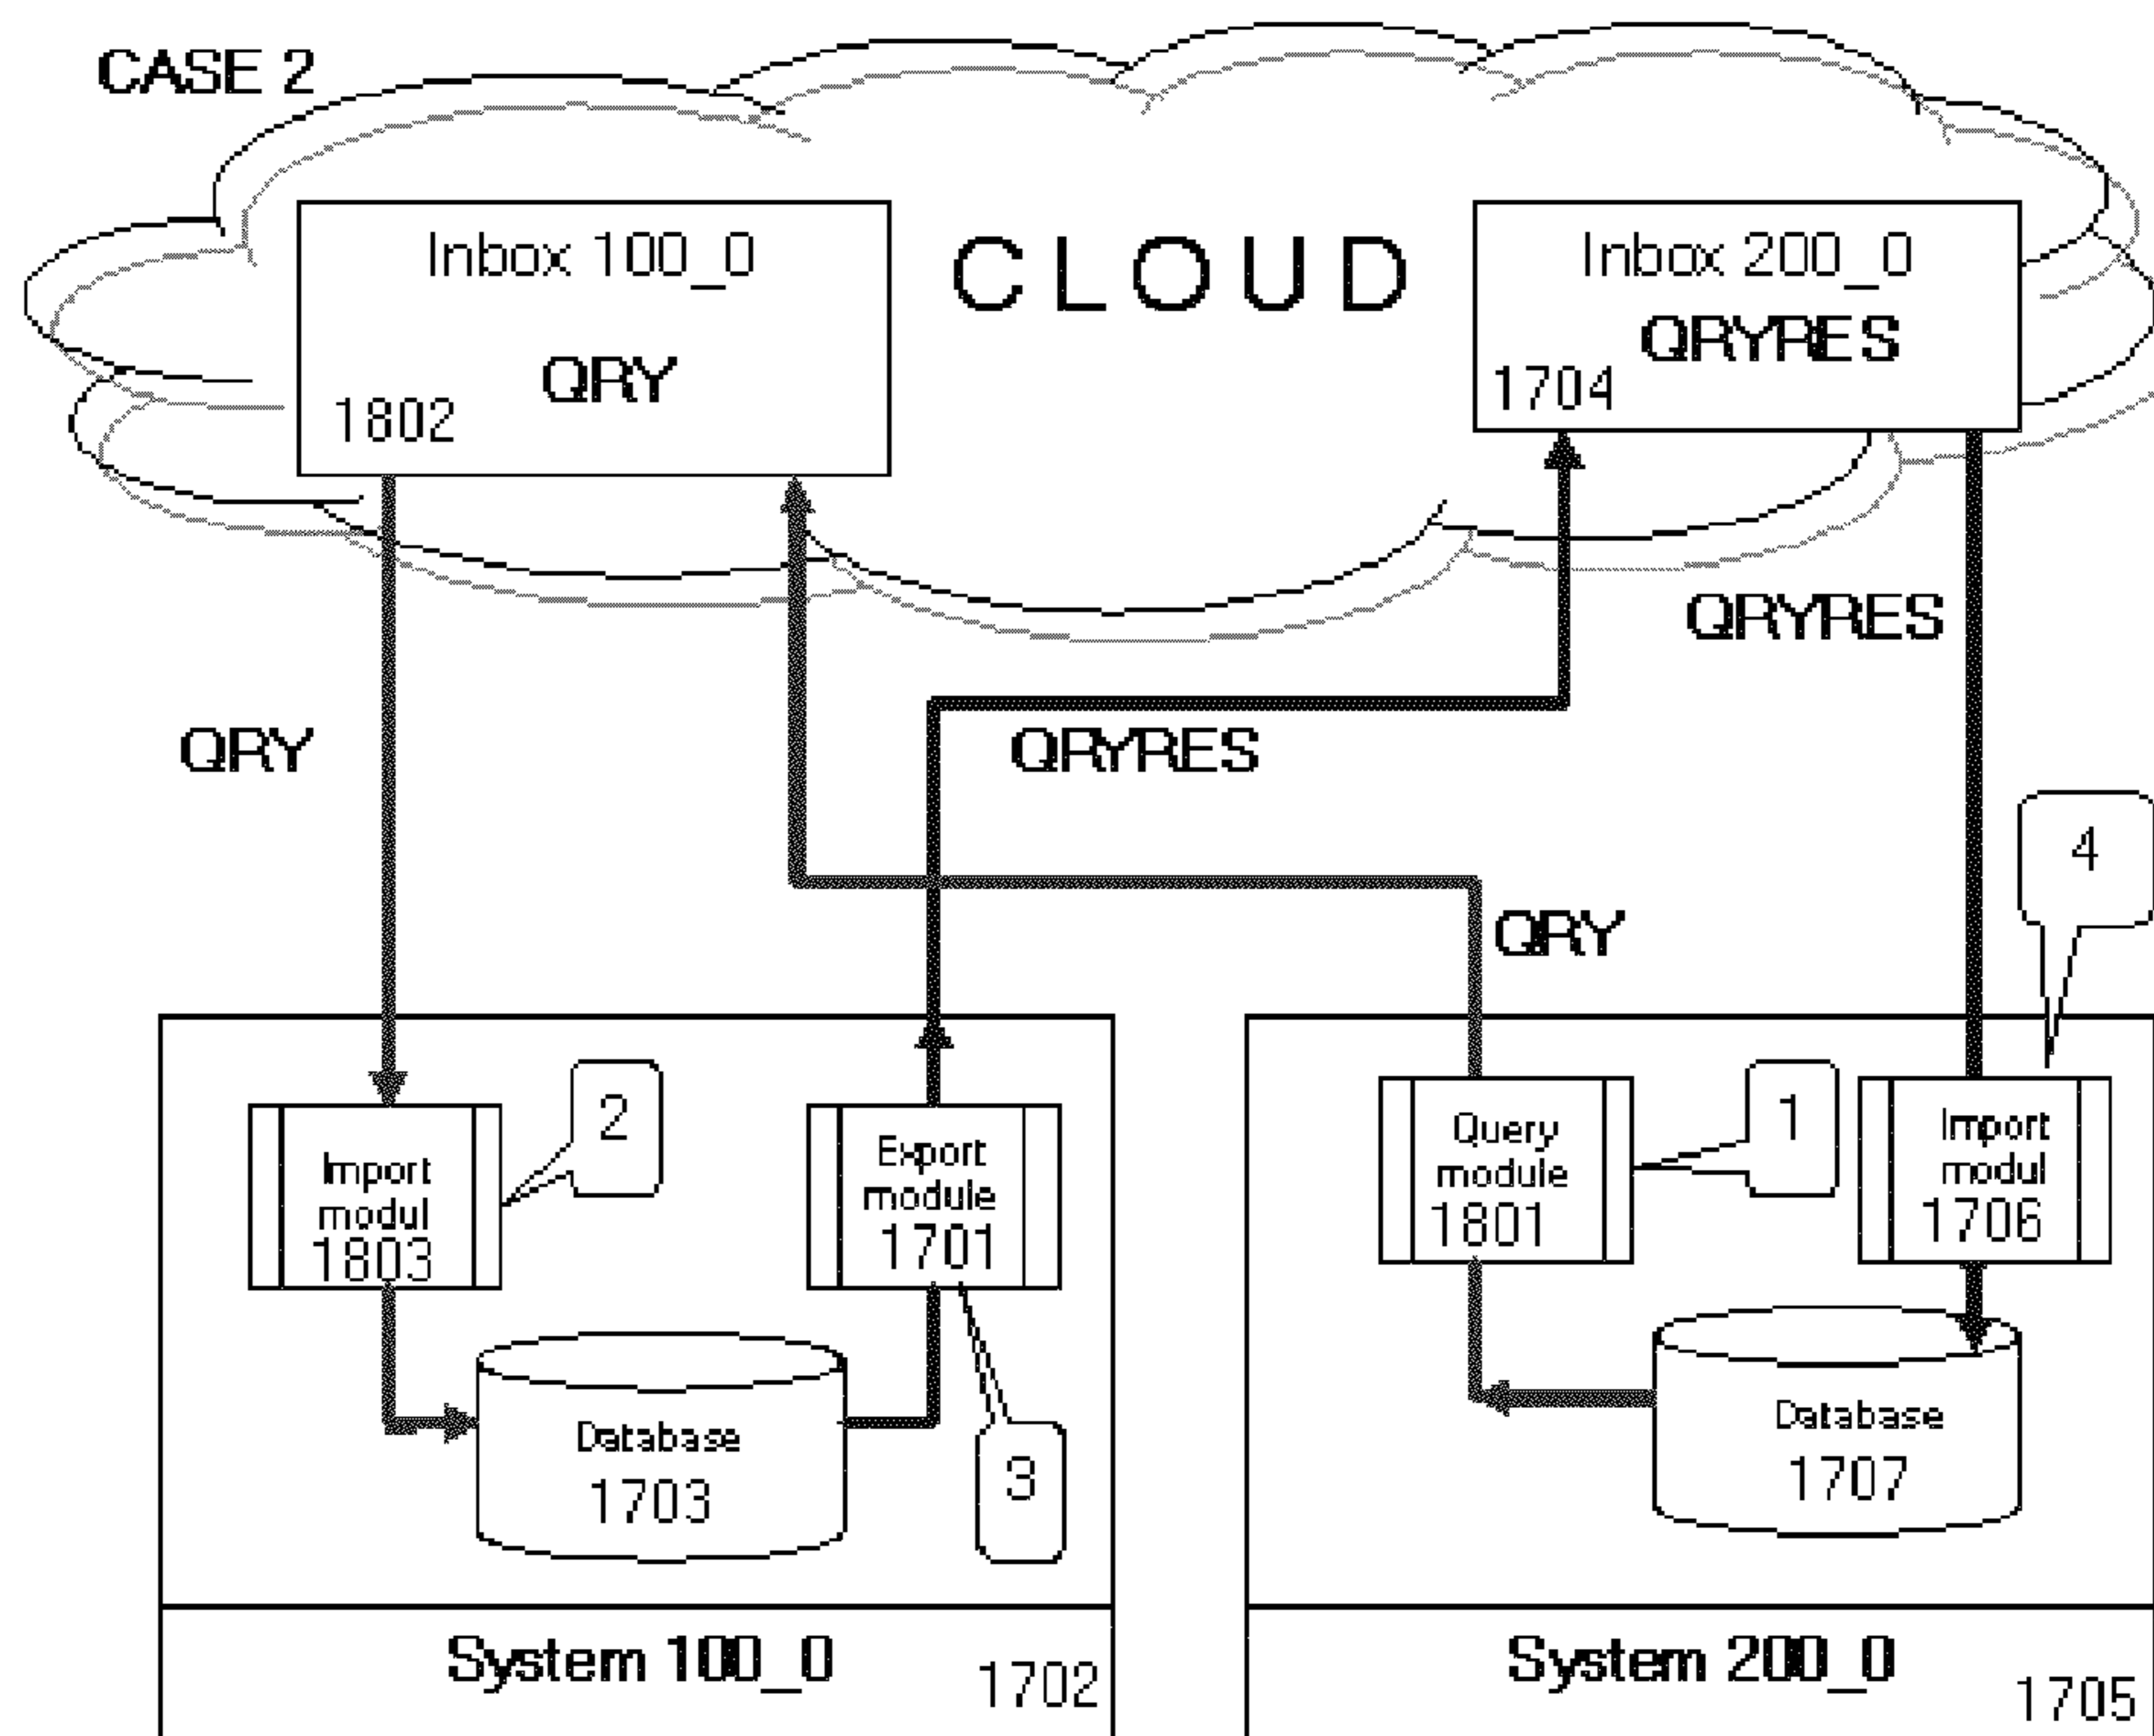 CASE 2
Inbox 100_0
QRY
1802
CLOUD
Inbox 200_0
QRYRES
1704
QRYRES
QRY
QRYRES
4
QRY
Import
modul
1803
2
Export
module
1701
Query
module
1801
1
Import
modul
1706
Database
1703
3
Database
1707
System 100_0
1702
System 200_0
1705